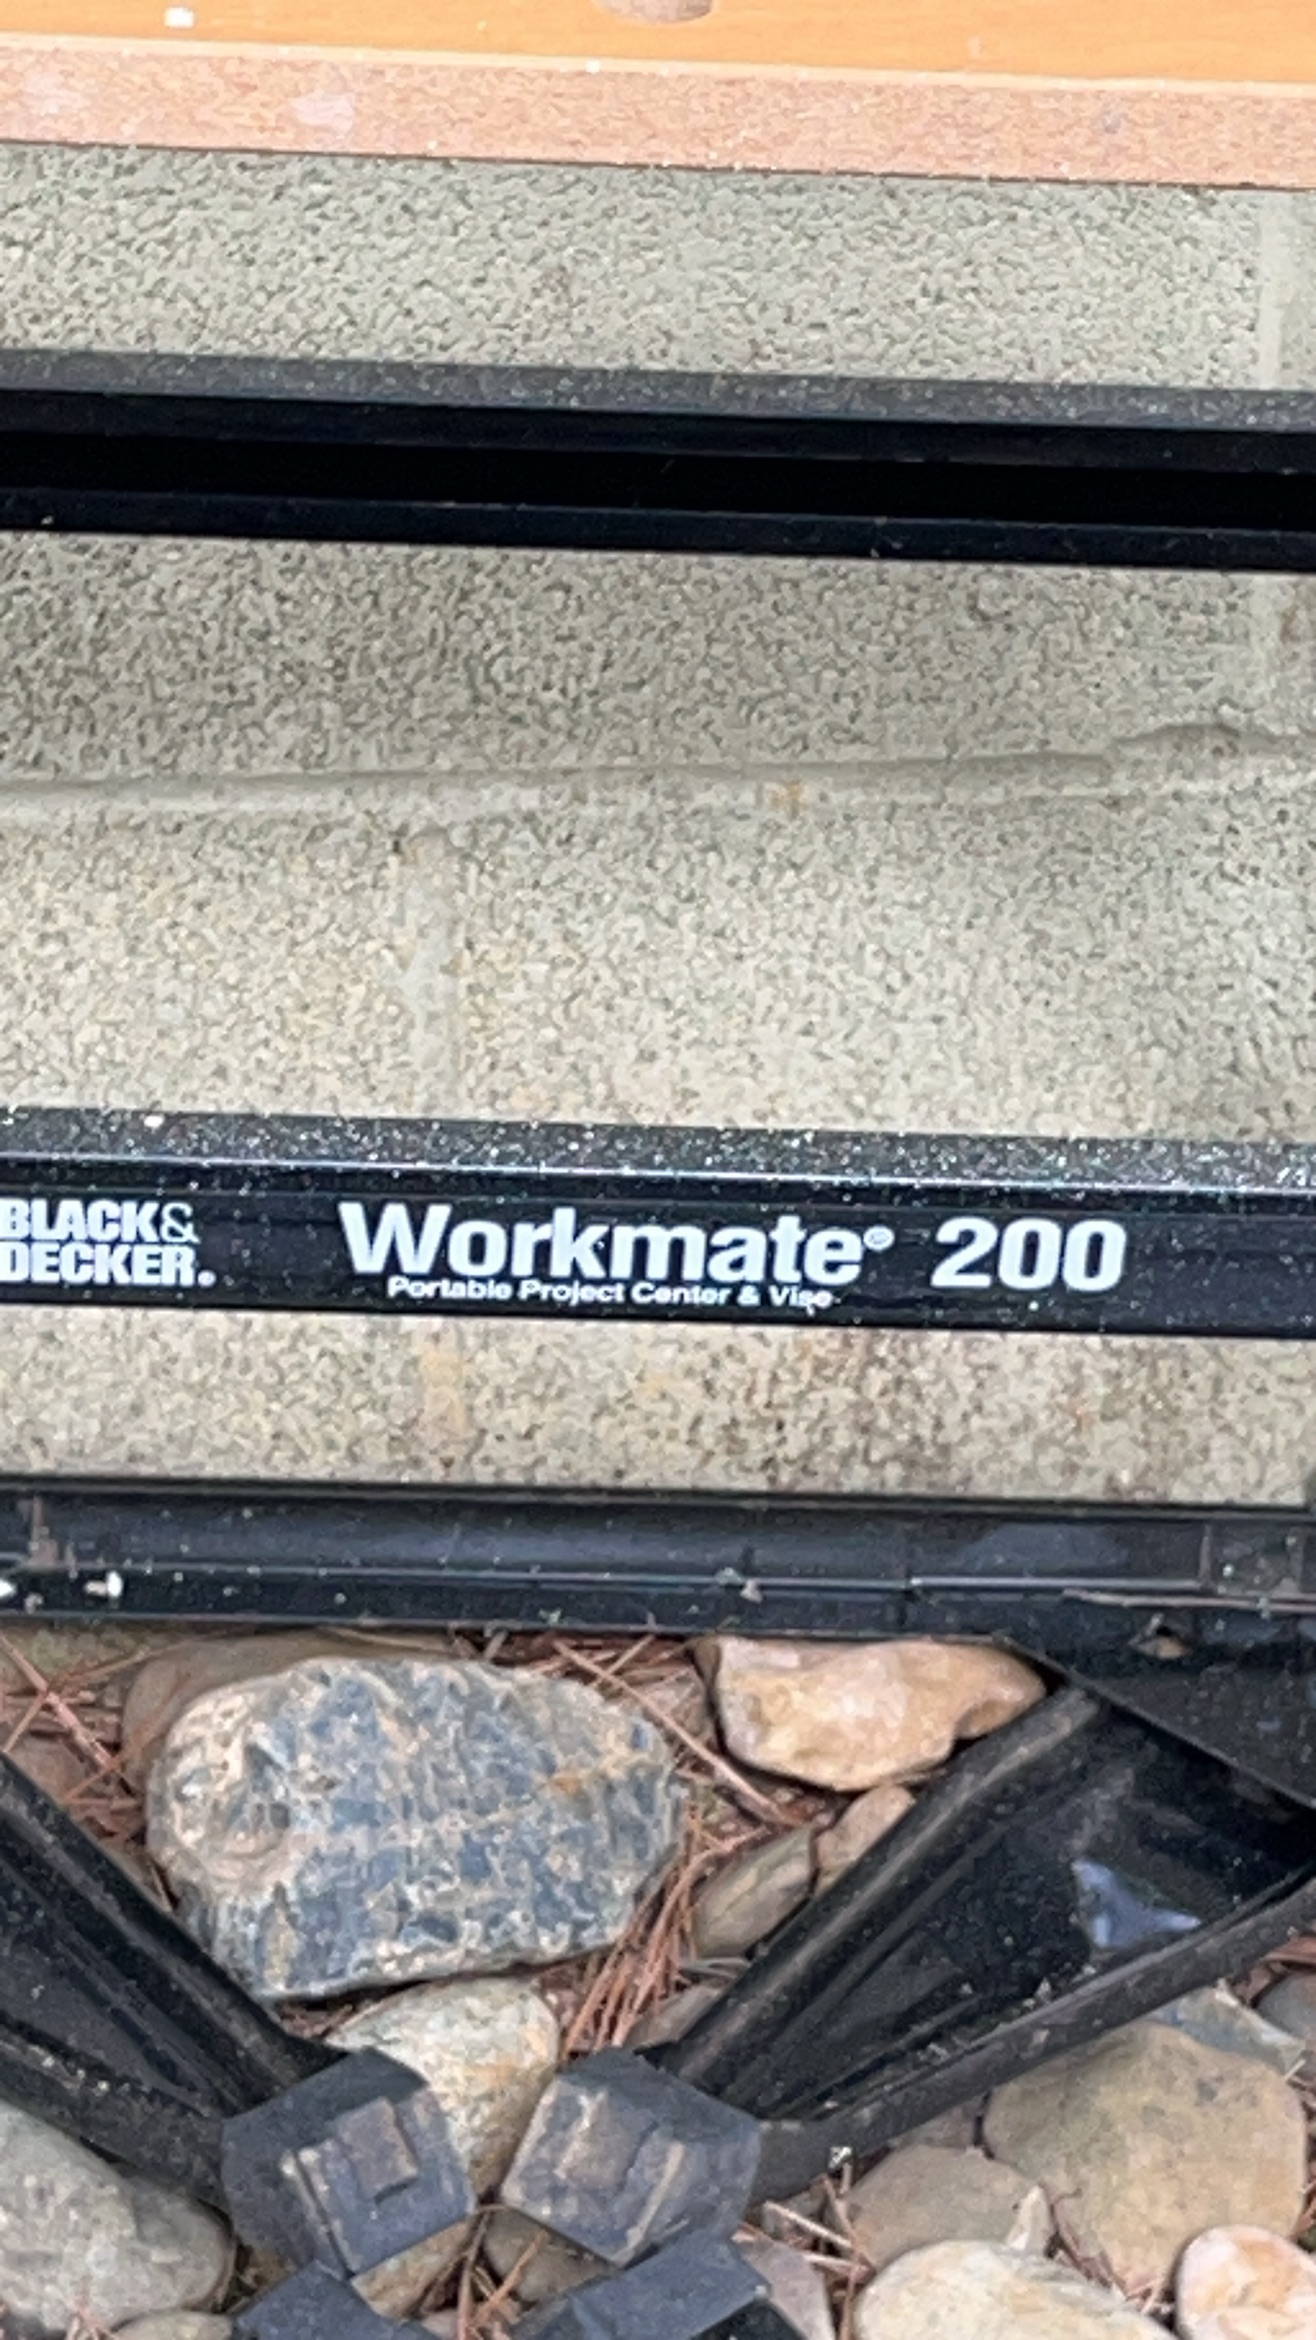 BLACK&
DECKER.
Workmate® 200
Portable Project Center & Vise